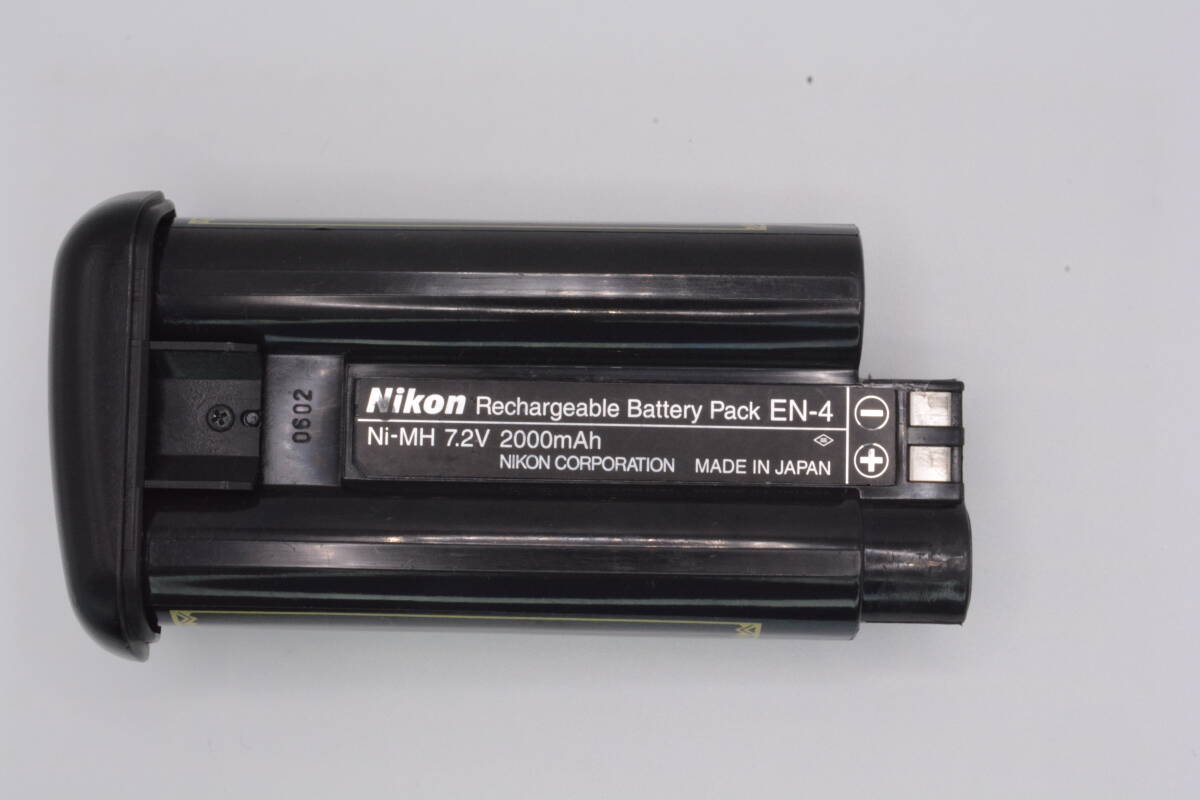 0602
Nikon Rechargeable Battery Pack EN-4
Ni-MH 7.2V 2000mAh
NIKON CORPORATION MADE IN JAPAN